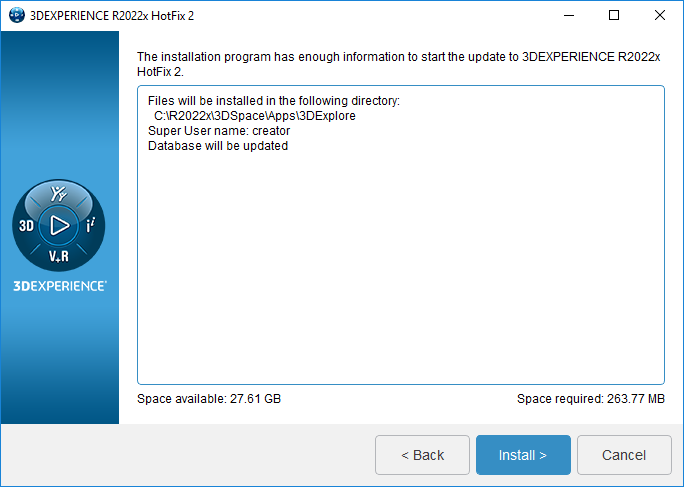 3DEXPERIENCE R2022x HotFix 2
The installation program has enough information to start the update to 3DEXPERIENCE R2022x
HotFix 2.
Files will be installed in the following directory:
C:\R2022x\3DSpace\Apps\3DExplore
Super User name: creator
Database will be updated
3D
i²
V+R
3DEXPERIENCE
Space available: 27.61 GB
Space required: 263.77 MB
< Back
Install >
Cancel